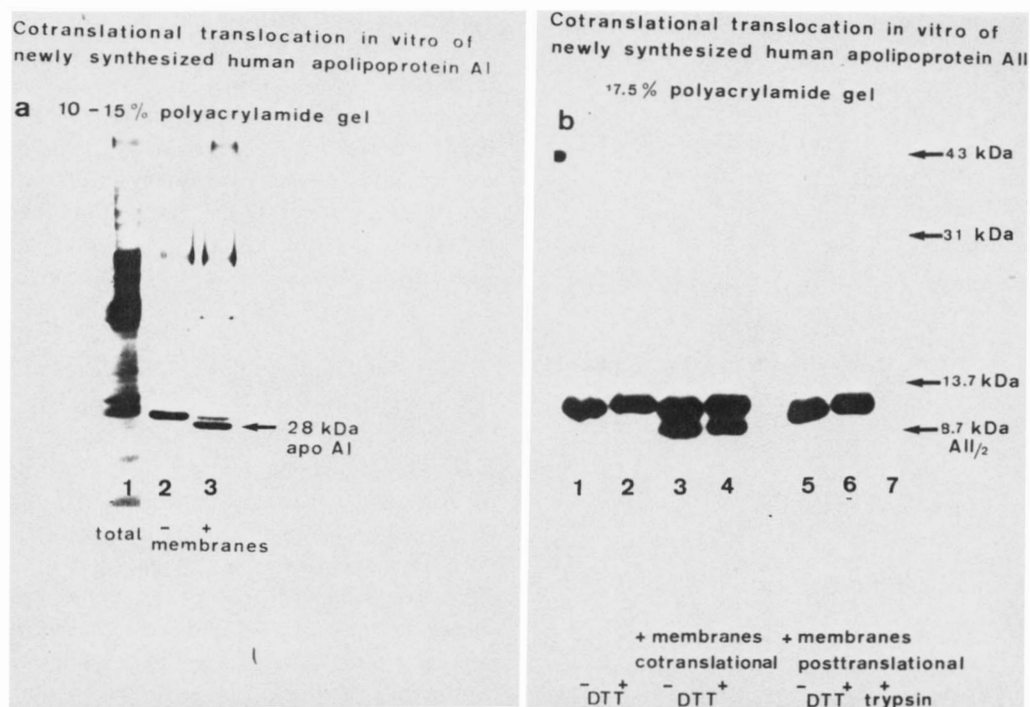 Cotranslational translocation in vitro of
newly synthesized human apolipoprotein AI
a 10 – 15 % polyacrylamide gel
28 kDa
apo AI
1 2 3
total - +
membranes
Cotranslational translocation in vitro of
newly synthesized human apolipoprotein AII
17.5 % polyacrylamide gel
b
43 kDa
31 kDa
13.7 kDa
8.7 kDa
AII/2
1 2 3 4 5 6 7
+ membranes + membranes
cotranslational posttranslational
- + - + - + +
DTT DTT DTT trypsin